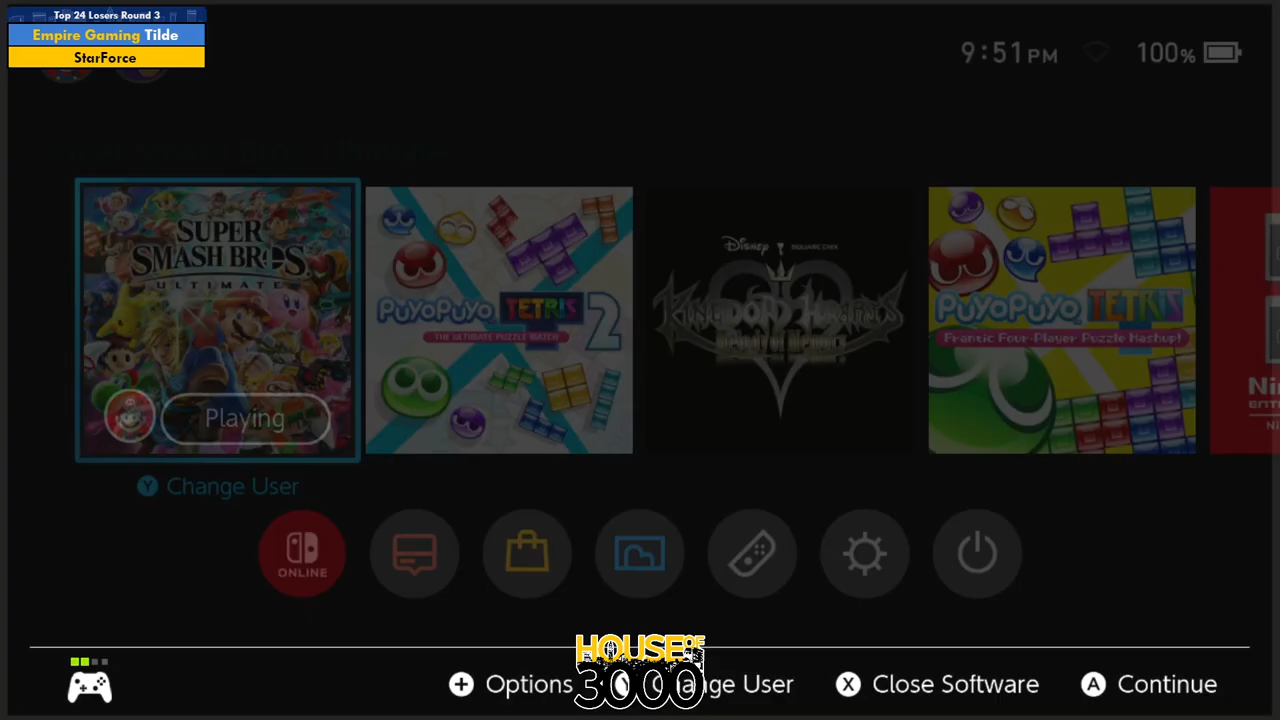 Top 24 Losers Round 3
Empire Gaming Tilde
StarForce
9:51 PM
100%
SUPER
SMASH BROS.
ULTIMATE
Playing
PUYOPUYO TETRIS 2
THE ULTIMATE PUZZLE MATCH
Disney SQUARE ENIX
KINGDOM HEARTS
PUYOPUYO TETRIS
Frantic Four-Player Puzzle Mashup!
Y Change User
ONLINE
HOUSE OF
3000
+ Options
Change User
X Close Software
A Continue